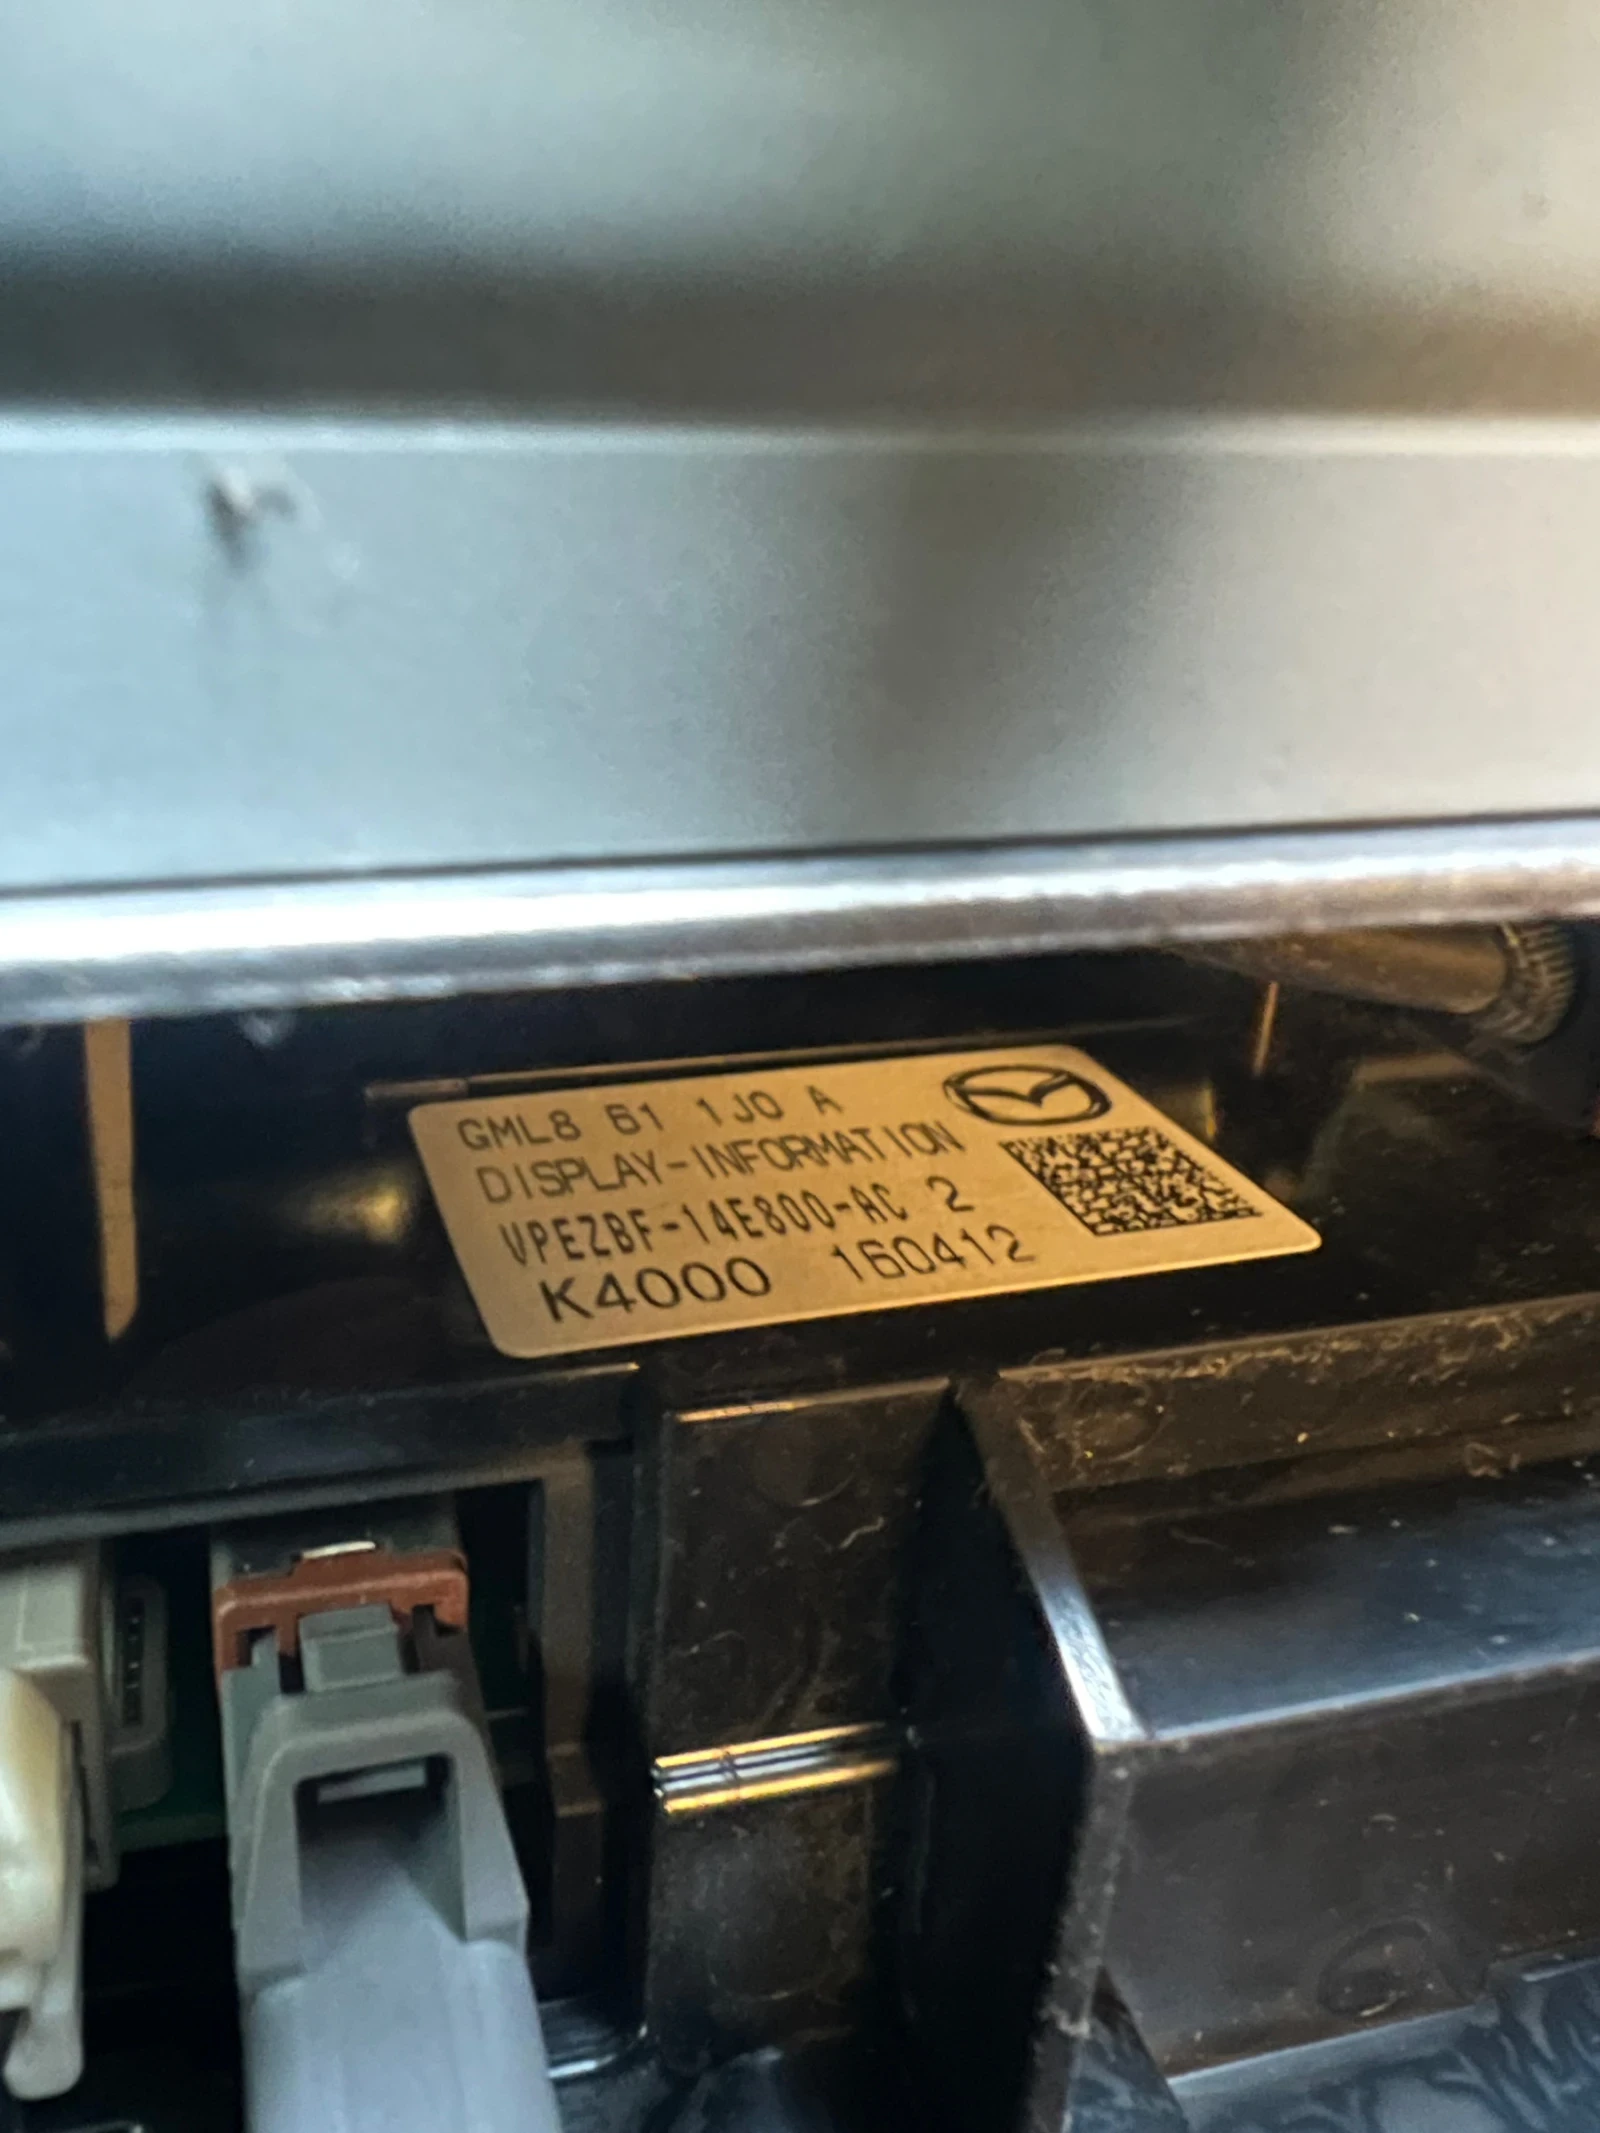 GML8 61 1J0 A
DISPLAY-INFORMATION
VPEZBF-14E800-AC 2
K4000 160412